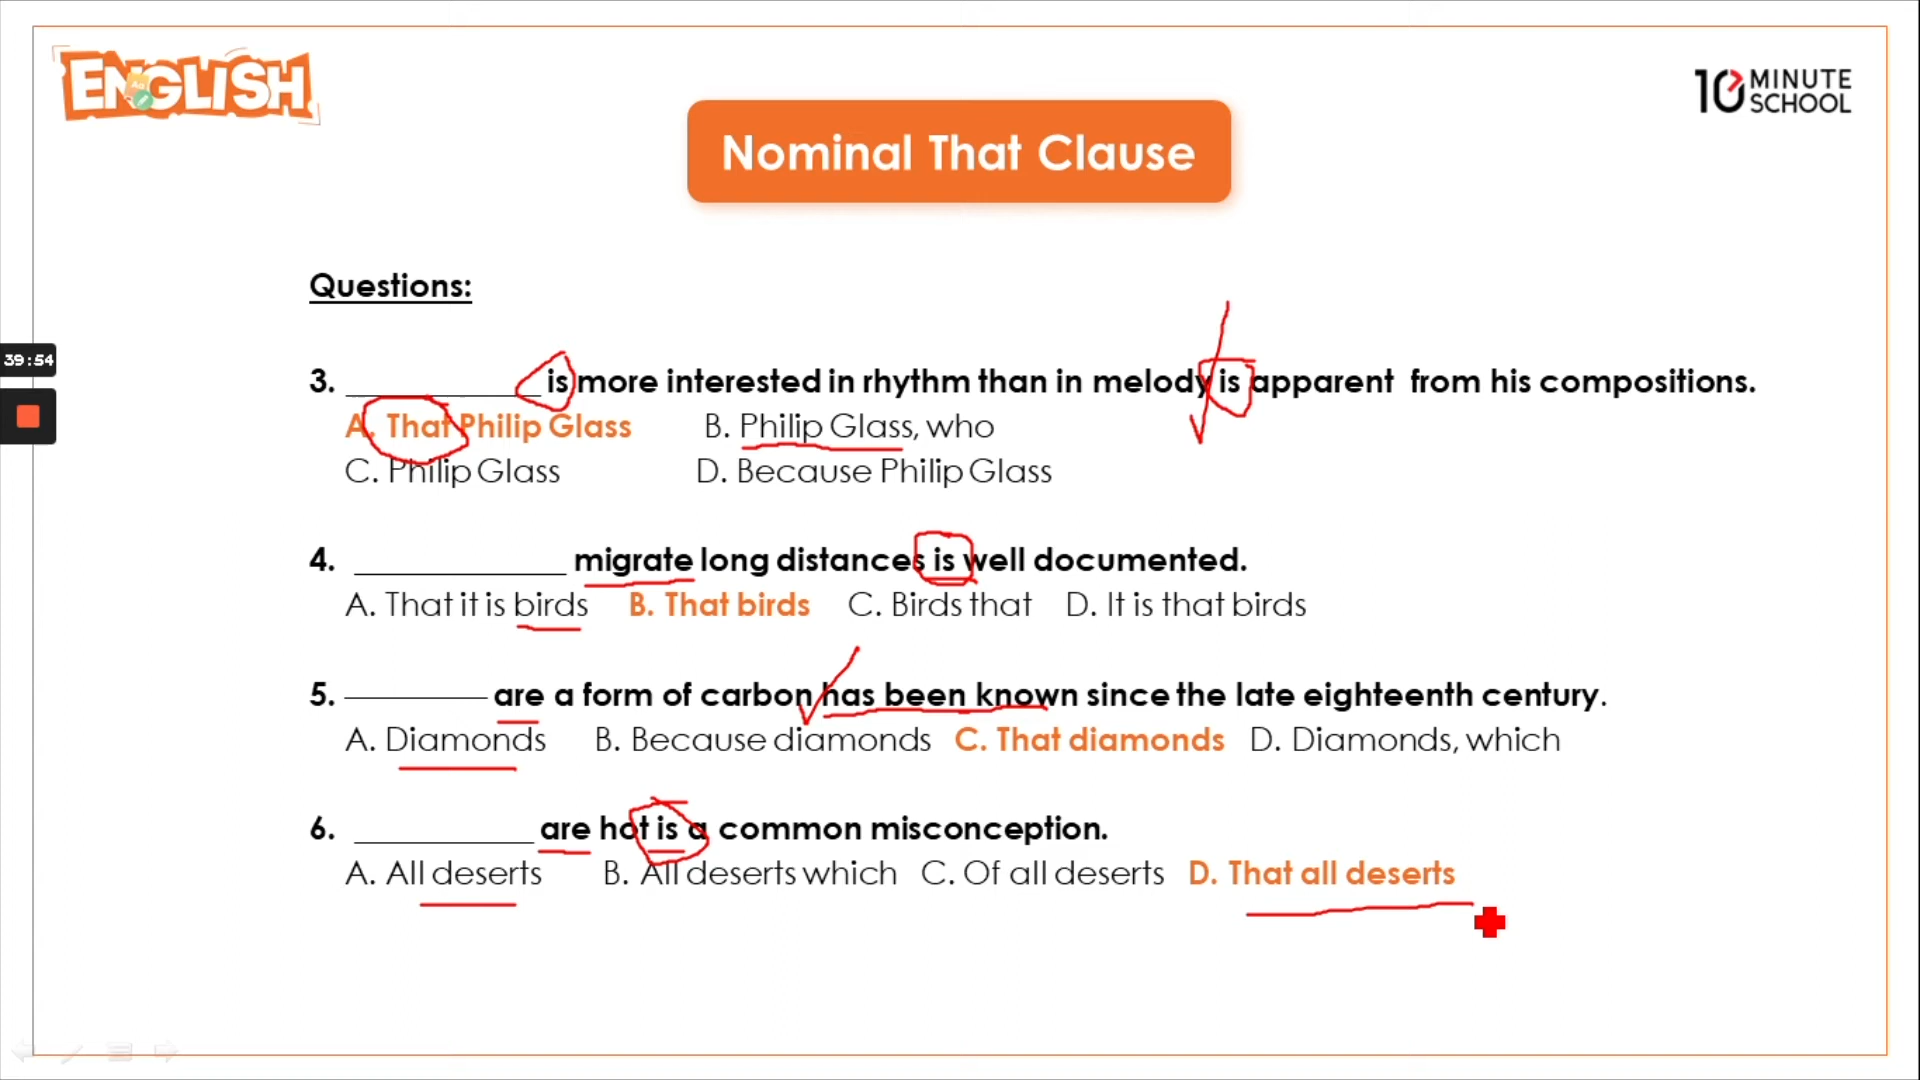 ENGLISH
10 MINUTE
SCHOOL
Nominal That Clause
Questions:
39:54
3. __________ is more interested in rhythm than in melody is apparent from his compositions.
A. That Philip Glass B. Philip Glass, who
C. Philip Glass D. Because Philip Glass
4. __________ migrate long distances is well documented.
A. That it is birds B. That birds C. Birds that D. It is that birds
5. __________ are a form of carbon has been known since the late eighteenth century.
A. Diamonds B. Because diamonds C. That diamonds D. Diamonds, which
6. __________ are hot is a common misconception.
A. All deserts B. All deserts which C. Of all deserts D. That all deserts